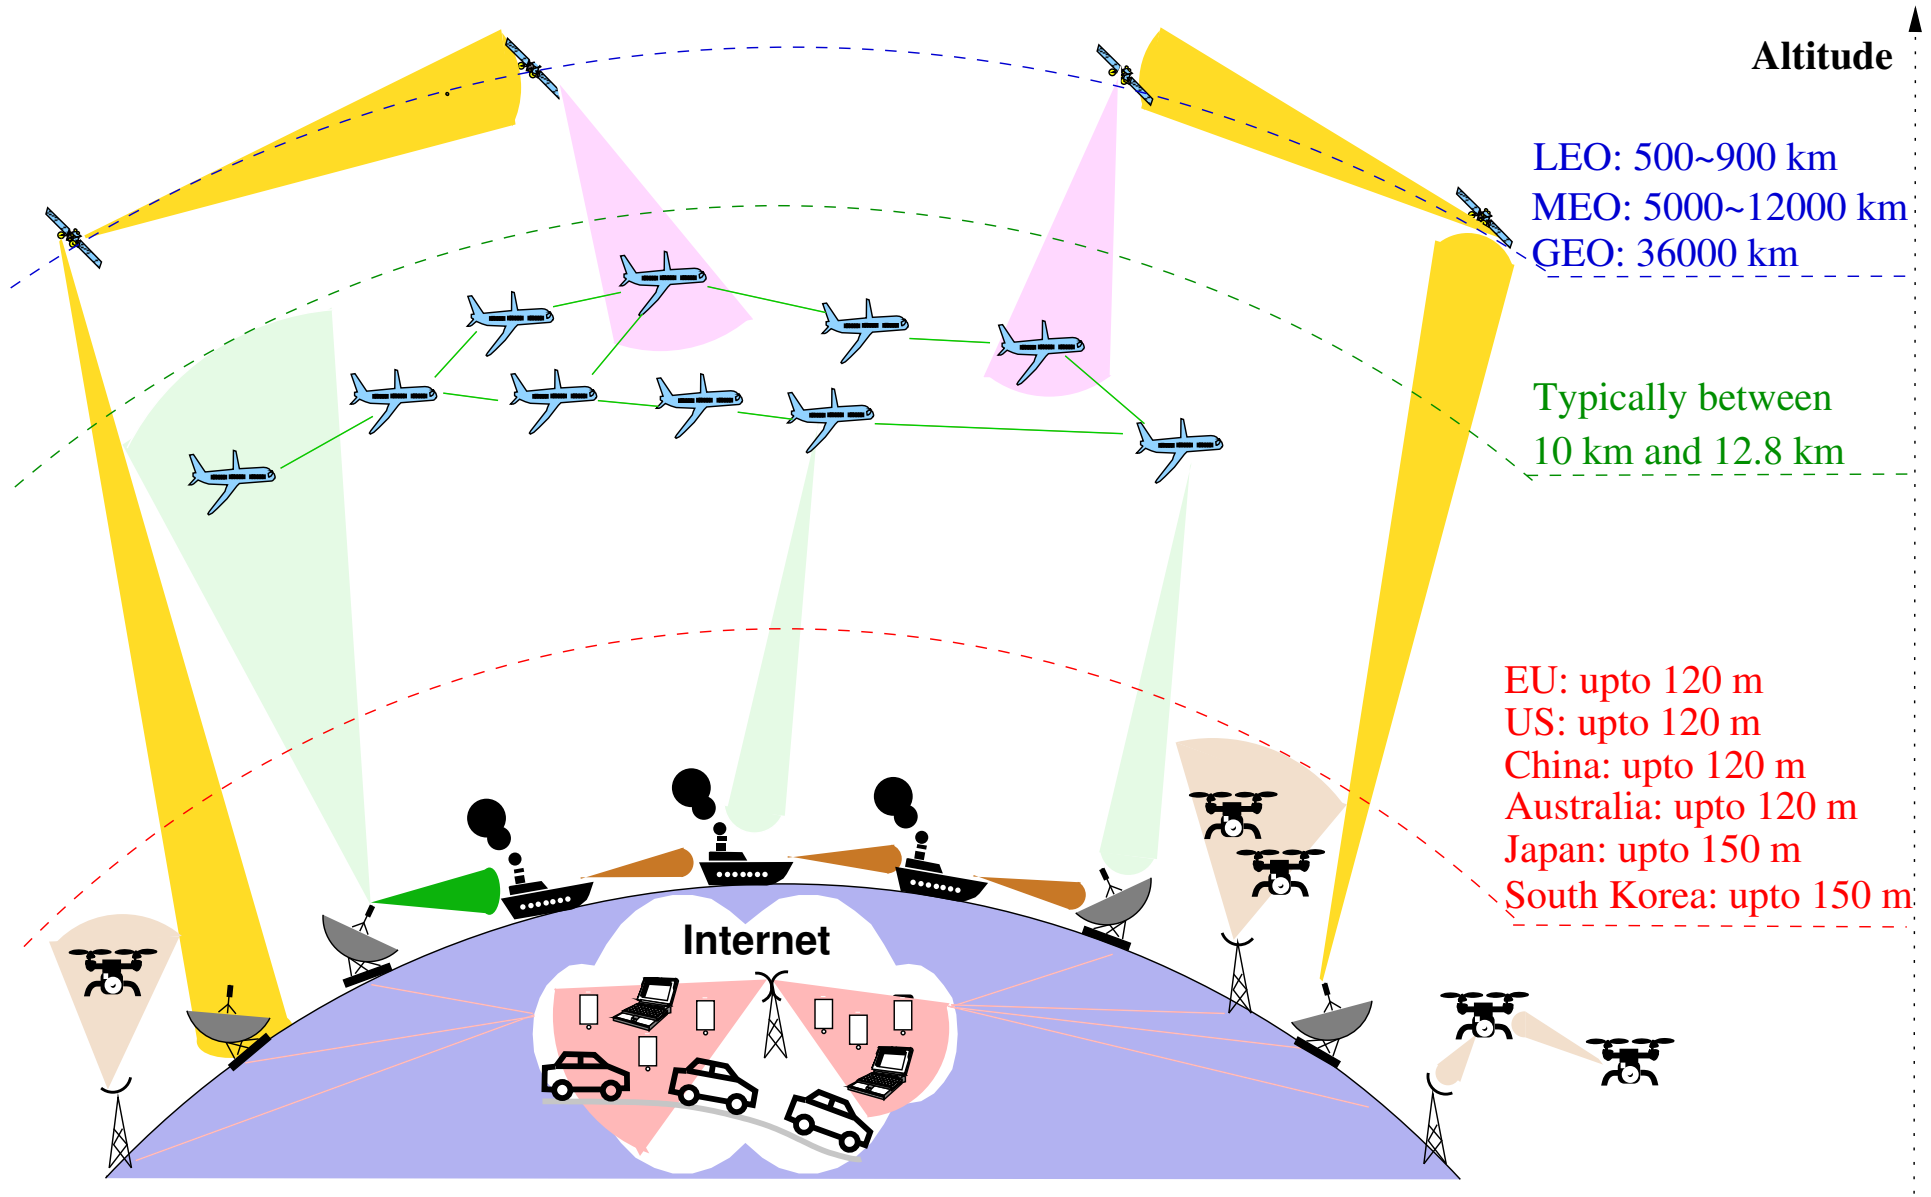 Altitude
LEO: 500~900 km
MEO: 5000~12000 km
GEO: 36000 km
Typically between
10 km and 12.8 km
EU: upto 120 m
US: upto 120 m
China: upto 120 m
Australia: upto 120 m
Japan: upto 150 m
South Korea: upto 150 m
Internet